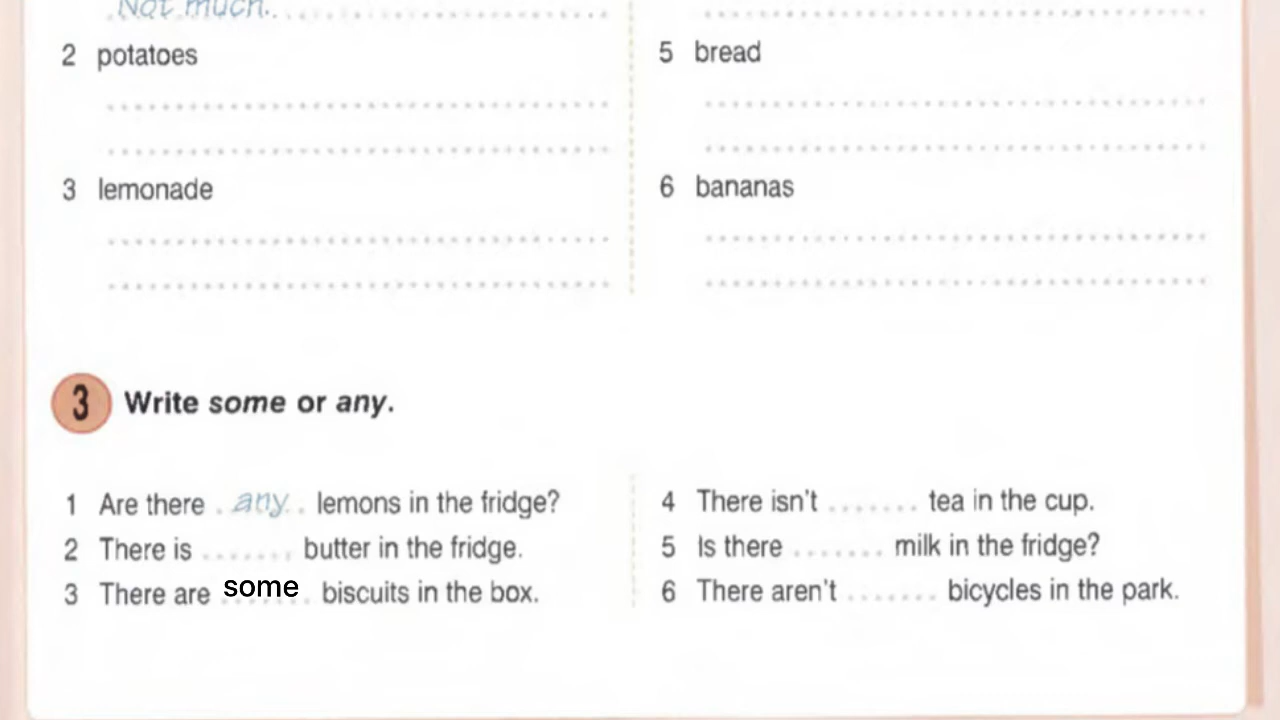 Not much.
2 potatoes
3 lemonade
5 bread
6 bananas
3 Write some or any.
1 Are there any lemons in the fridge?
2 There is ....... butter in the fridge.
3 There are some biscuits in the box.
4 There isn't ....... tea in the cup.
5 Is there ....... milk in the fridge?
6 There aren't ....... bicycles in the park.